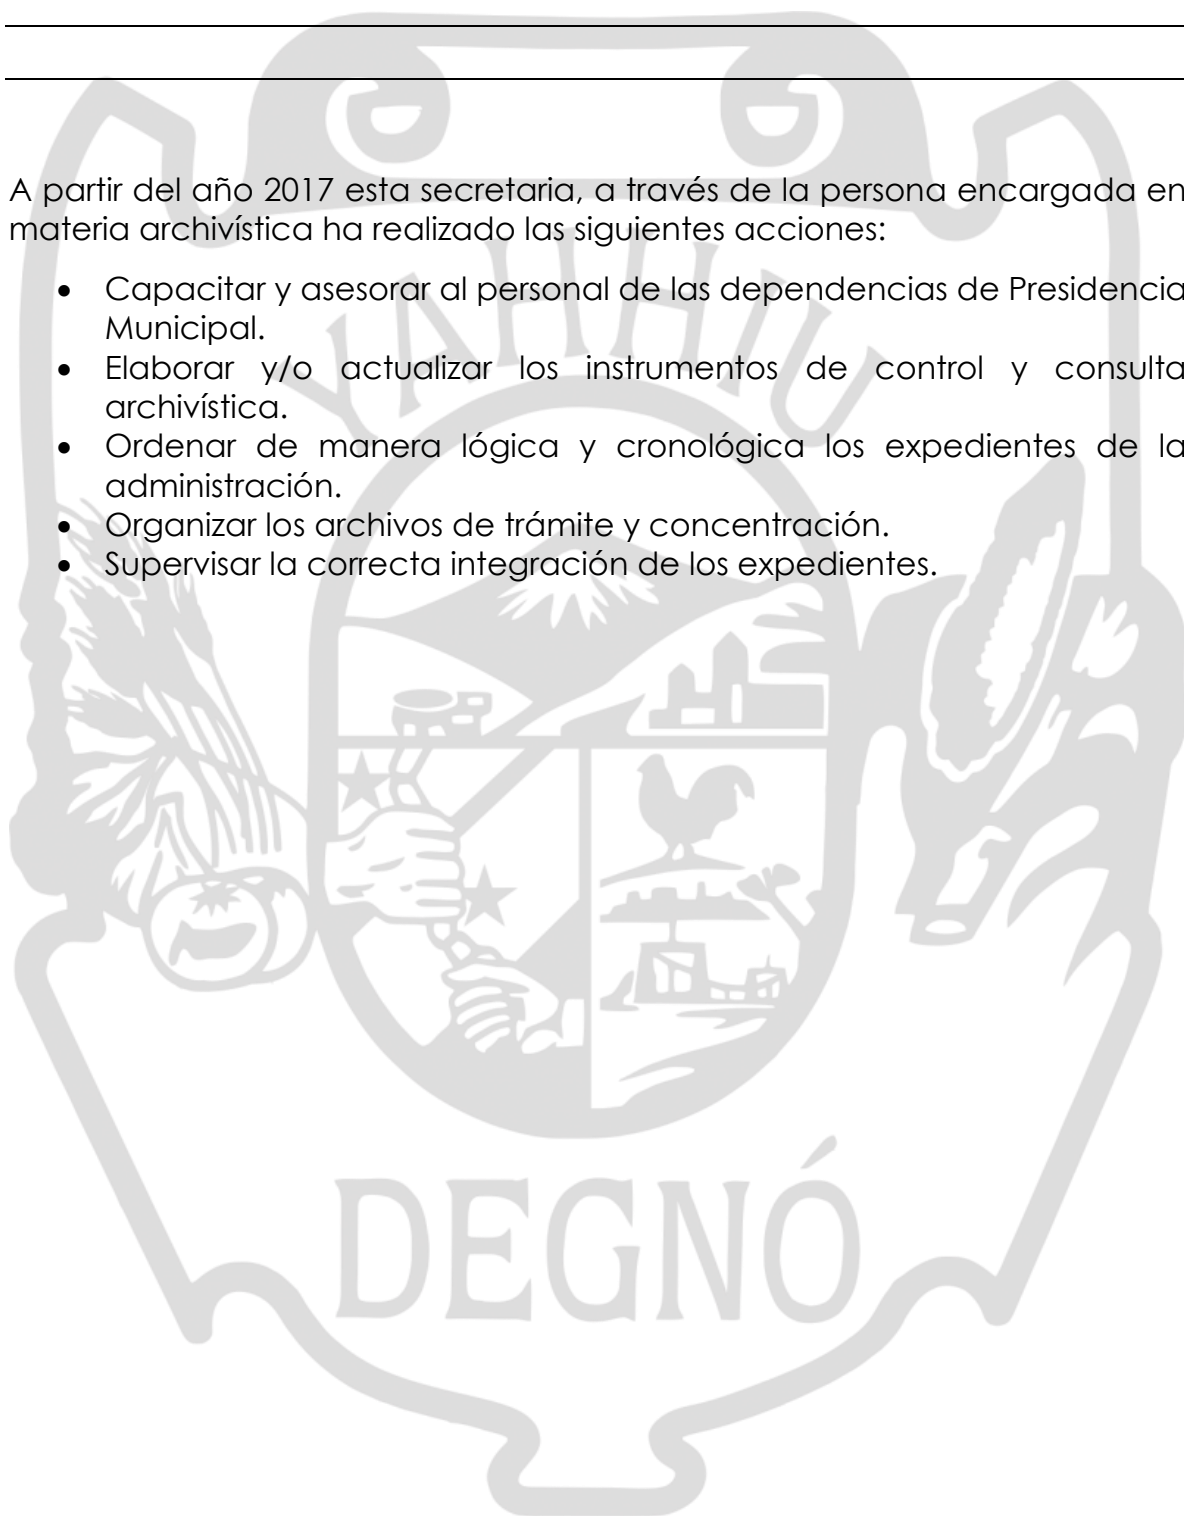 A partir del año 2017 esta secretaria, a través de la persona encargada en
materia archivística ha realizado las siguientes acciones:
• Capacitar y asesorar al personal de las dependencias de Presidencia
Municipal.
• Elaborar y/o actualizar los instrumentos de control y consulta
archivística.
• Ordenar de manera lógica y cronológica los expedientes de la
administración.
• Organizar los archivos de trámite y concentración.
• Supervisar la correcta integración de los expedientes.
YAHHIU
DEGNÓ